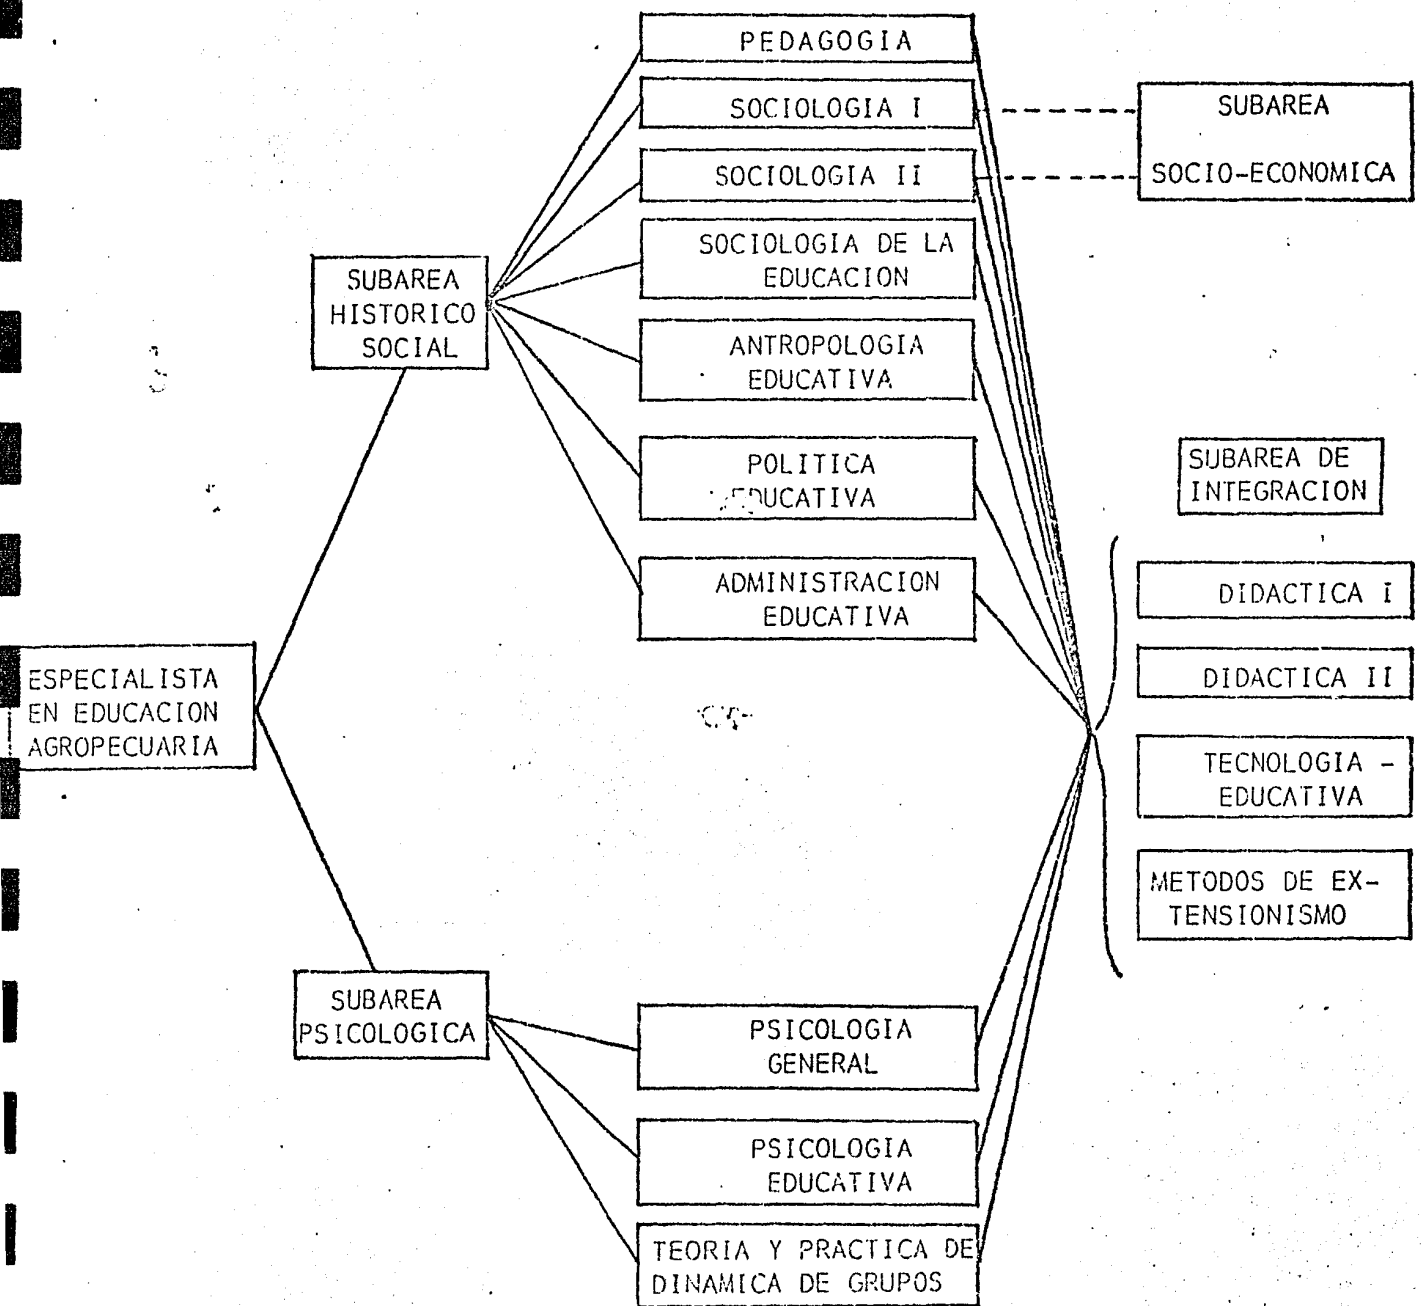 PEDAGOGIA
SOCIOLOGIA I
SOCIOLOGIA II
SOCIOLOGIA DE LA
EDUCACION
ANTROPOLOGIA
EDUCATIVA
POLITICA
EDUCATIVA
ADMINISTRACION
EDUCATIVA
SUBAREA
SOCIO-ECONOMICA
SUBAREA
HISTORICO
SOCIAL
ESPECIALISTA
EN EDUCACION
AGROPECUARIA
SUBAREA DE
INTEGRACION
DIDACTICA I
DIDACTICA II
TECNOLOGIA -
EDUCATIVA
METODOS DE EX-
TENSIONISMO
SUBAREA
PSICOLOGICA
PSICOLOGIA
GENERAL
PSICOLOGIA
EDUCATIVA
TEORIA Y PRACTICA DE
DINAMICA DE GRUPOS